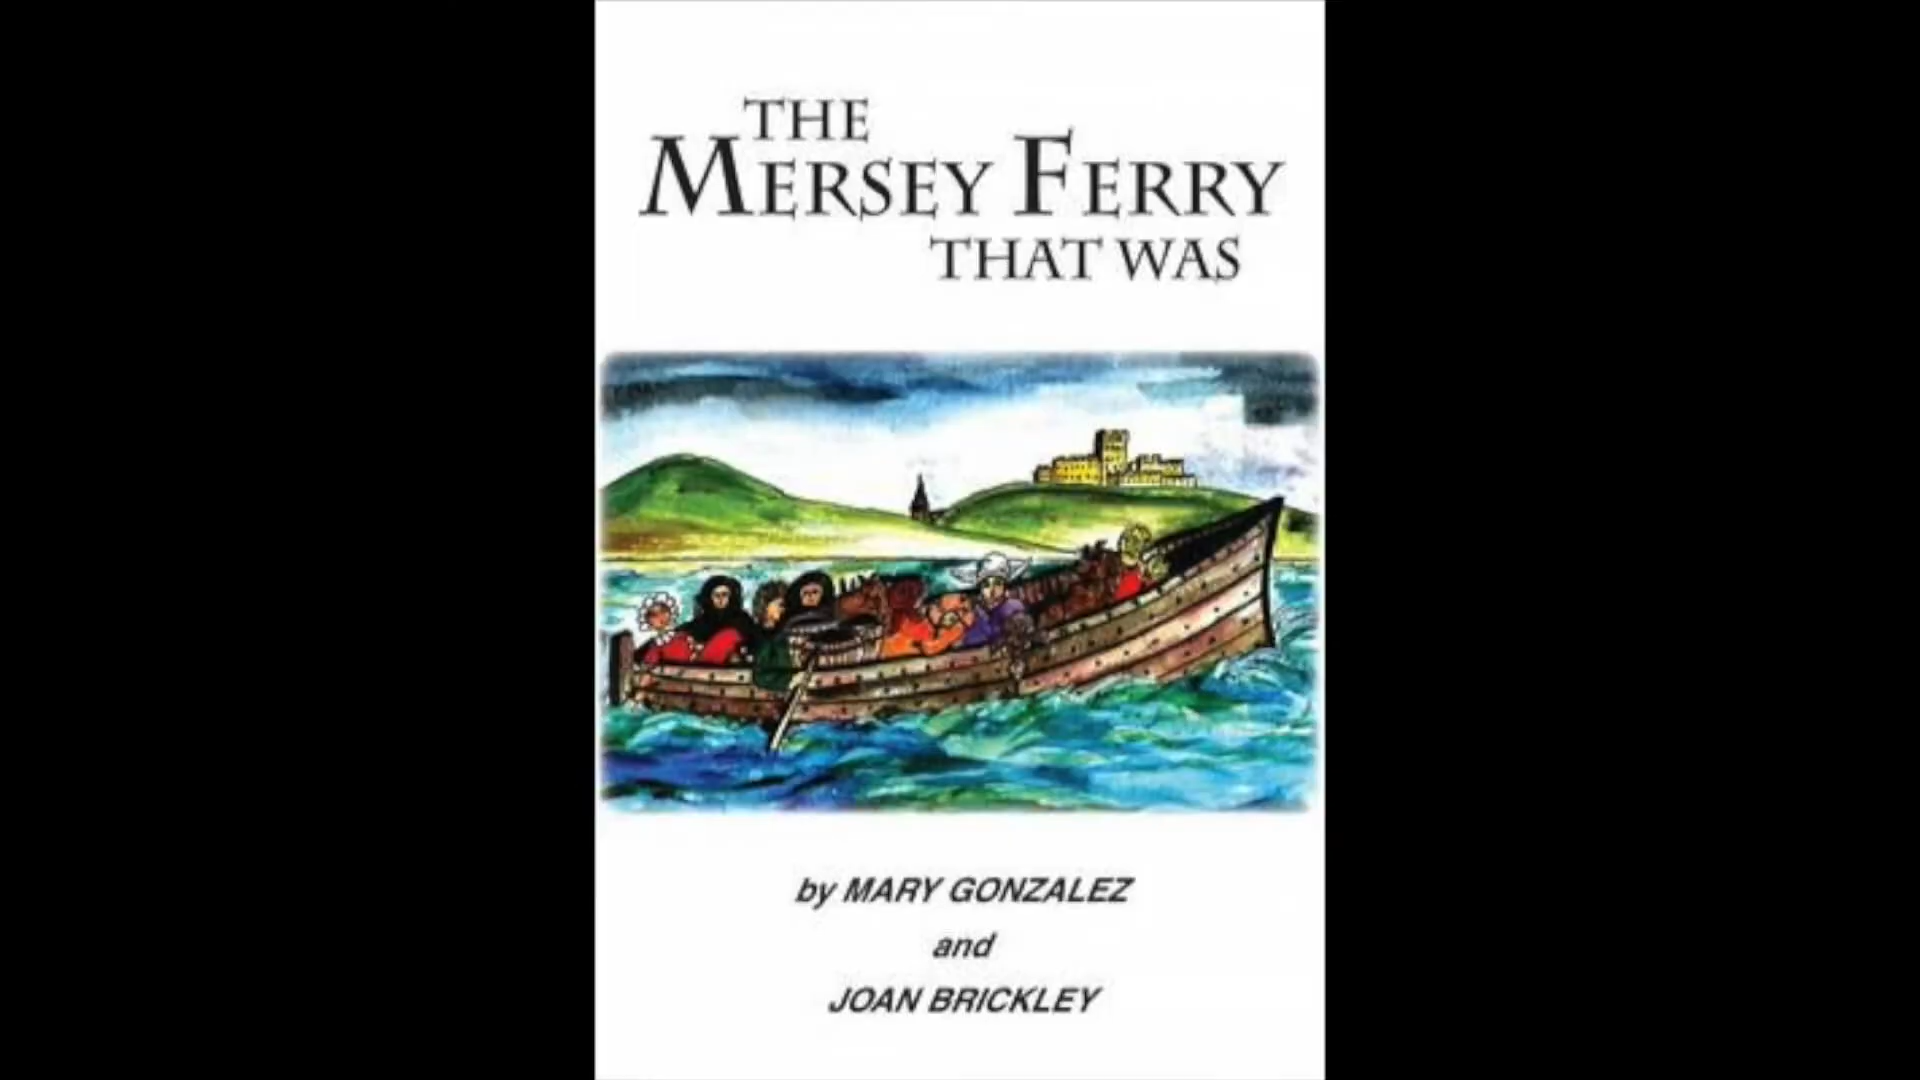 THE
MERSEY FERRY
THAT WAS
by MARY GONZALEZ
and
JOAN BRICKLEY